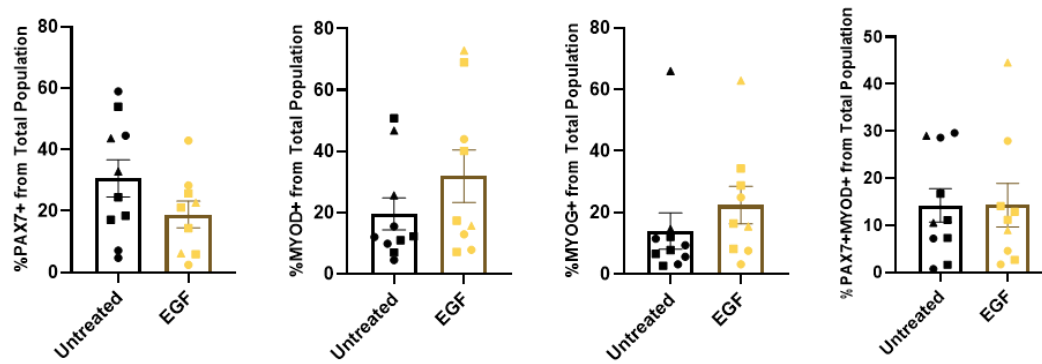 %PAX7+ from Total Population
80
60
40
20
0
Untreated
EGF
%MYOD+ from Total Population
80
60
40
20
0
Untreated
EGF
%MYOG+ from Total Population
80
60
40
20
0
Untreated
EGF
%PAX7+MYOD+ from Total Population
50
40
30
20
10
0
Untreated
EGF